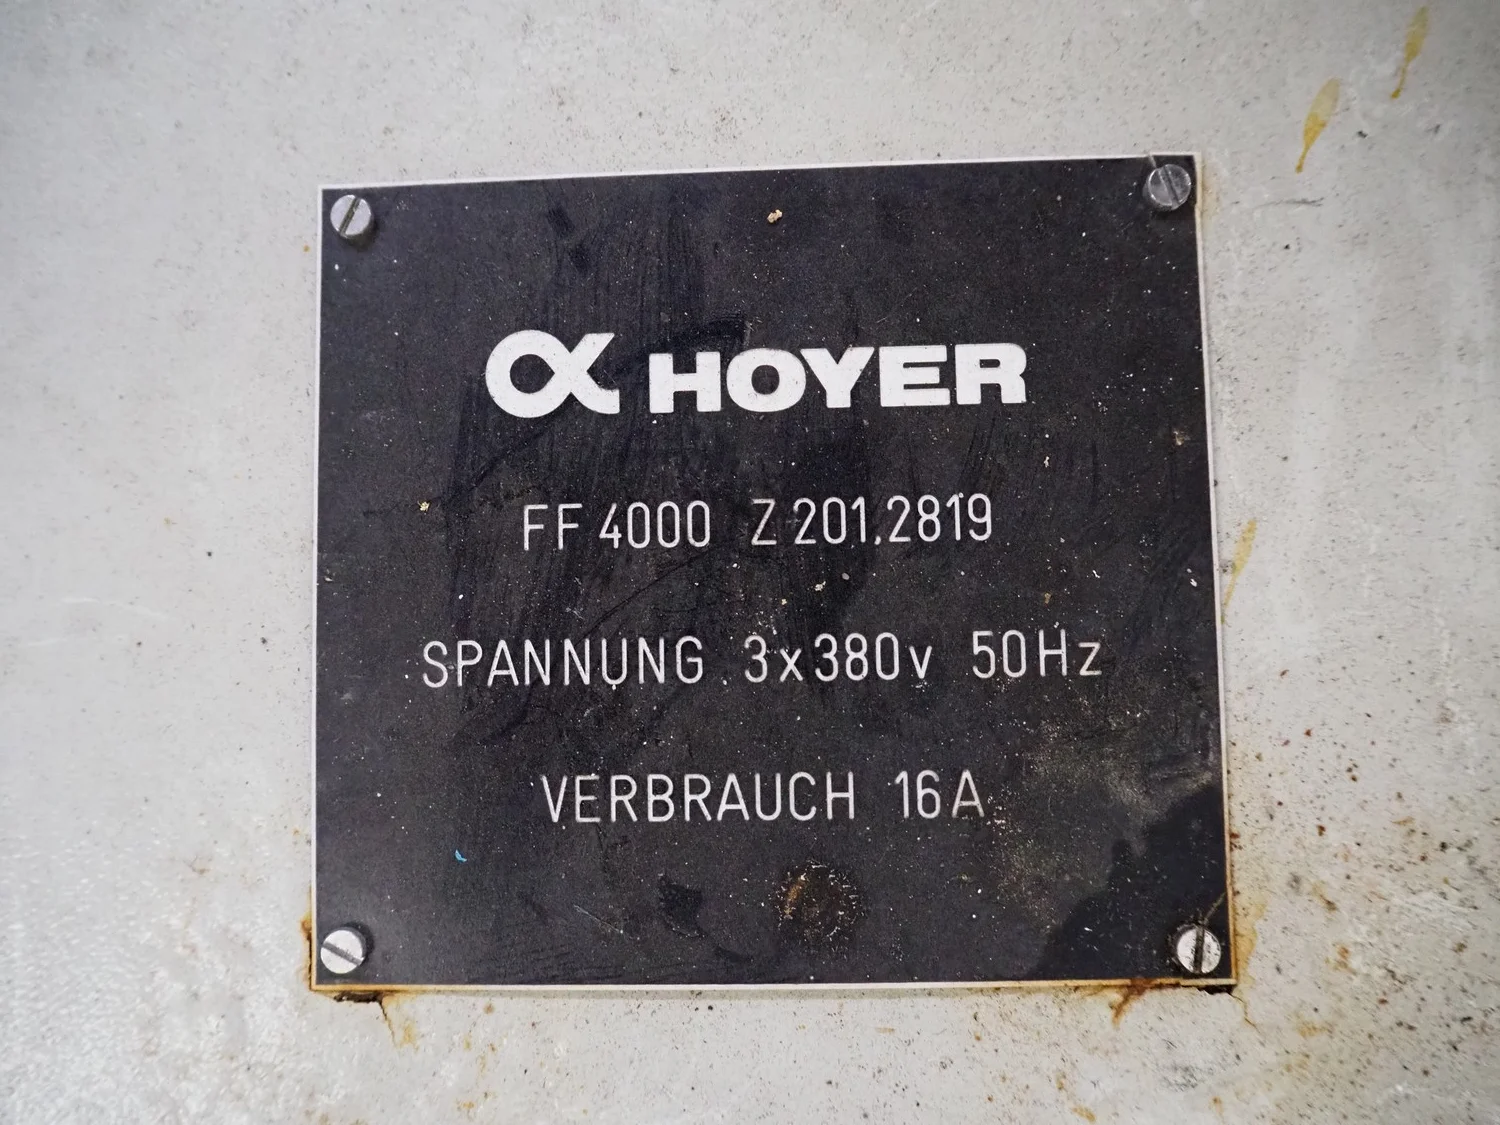 α HOYER
FF 4000 Z 201.2819
SPANNUNG 3x380v 50Hz
VERBRAUCH 16A